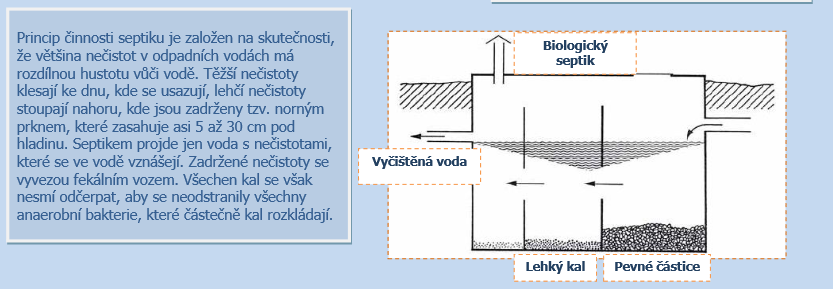 Princip činnosti septiku je založen na skutečnosti,
že většina nečistot v odpadních vodách má
rozdílnou hustotu vůči vodě. Těžší nečistoty
klesají ke dnu, kde se usazují, lehčí nečistoty
stoupají nahoru, kde jsou zadrženy tzv. norným
prknem, které zasahuje asi 5 až 30 cm pod
hladinu. Septikem projde jen voda s nečistotami,
které se ve vodě vznášejí. Zadržené nečistoty se
vyvezou fekálním vozem. Všechen kal se však
nesmí odčerpat, aby se neodstranily všechny
anaerobní bakterie, které částečně kal rozkládají.
Biologický
septik
Vyčištěná voda
Lehký kal
Pevné částice